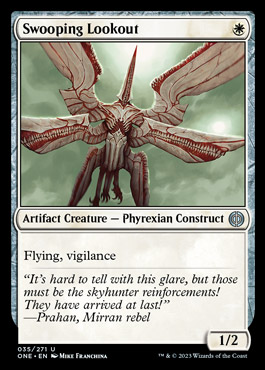 Swooping Lookout
Artifact Creature — Phyrexian Construct
Flying, vigilance
“It’s hard to tell with this glare, but those
must be the skyhunter reinforcements!
They have arrived at last!”
—Prahan, Mirran rebel
1/2
035/271 U
ONE • EN Mike Franchina
™ & © 2023 Wizards of the Coast